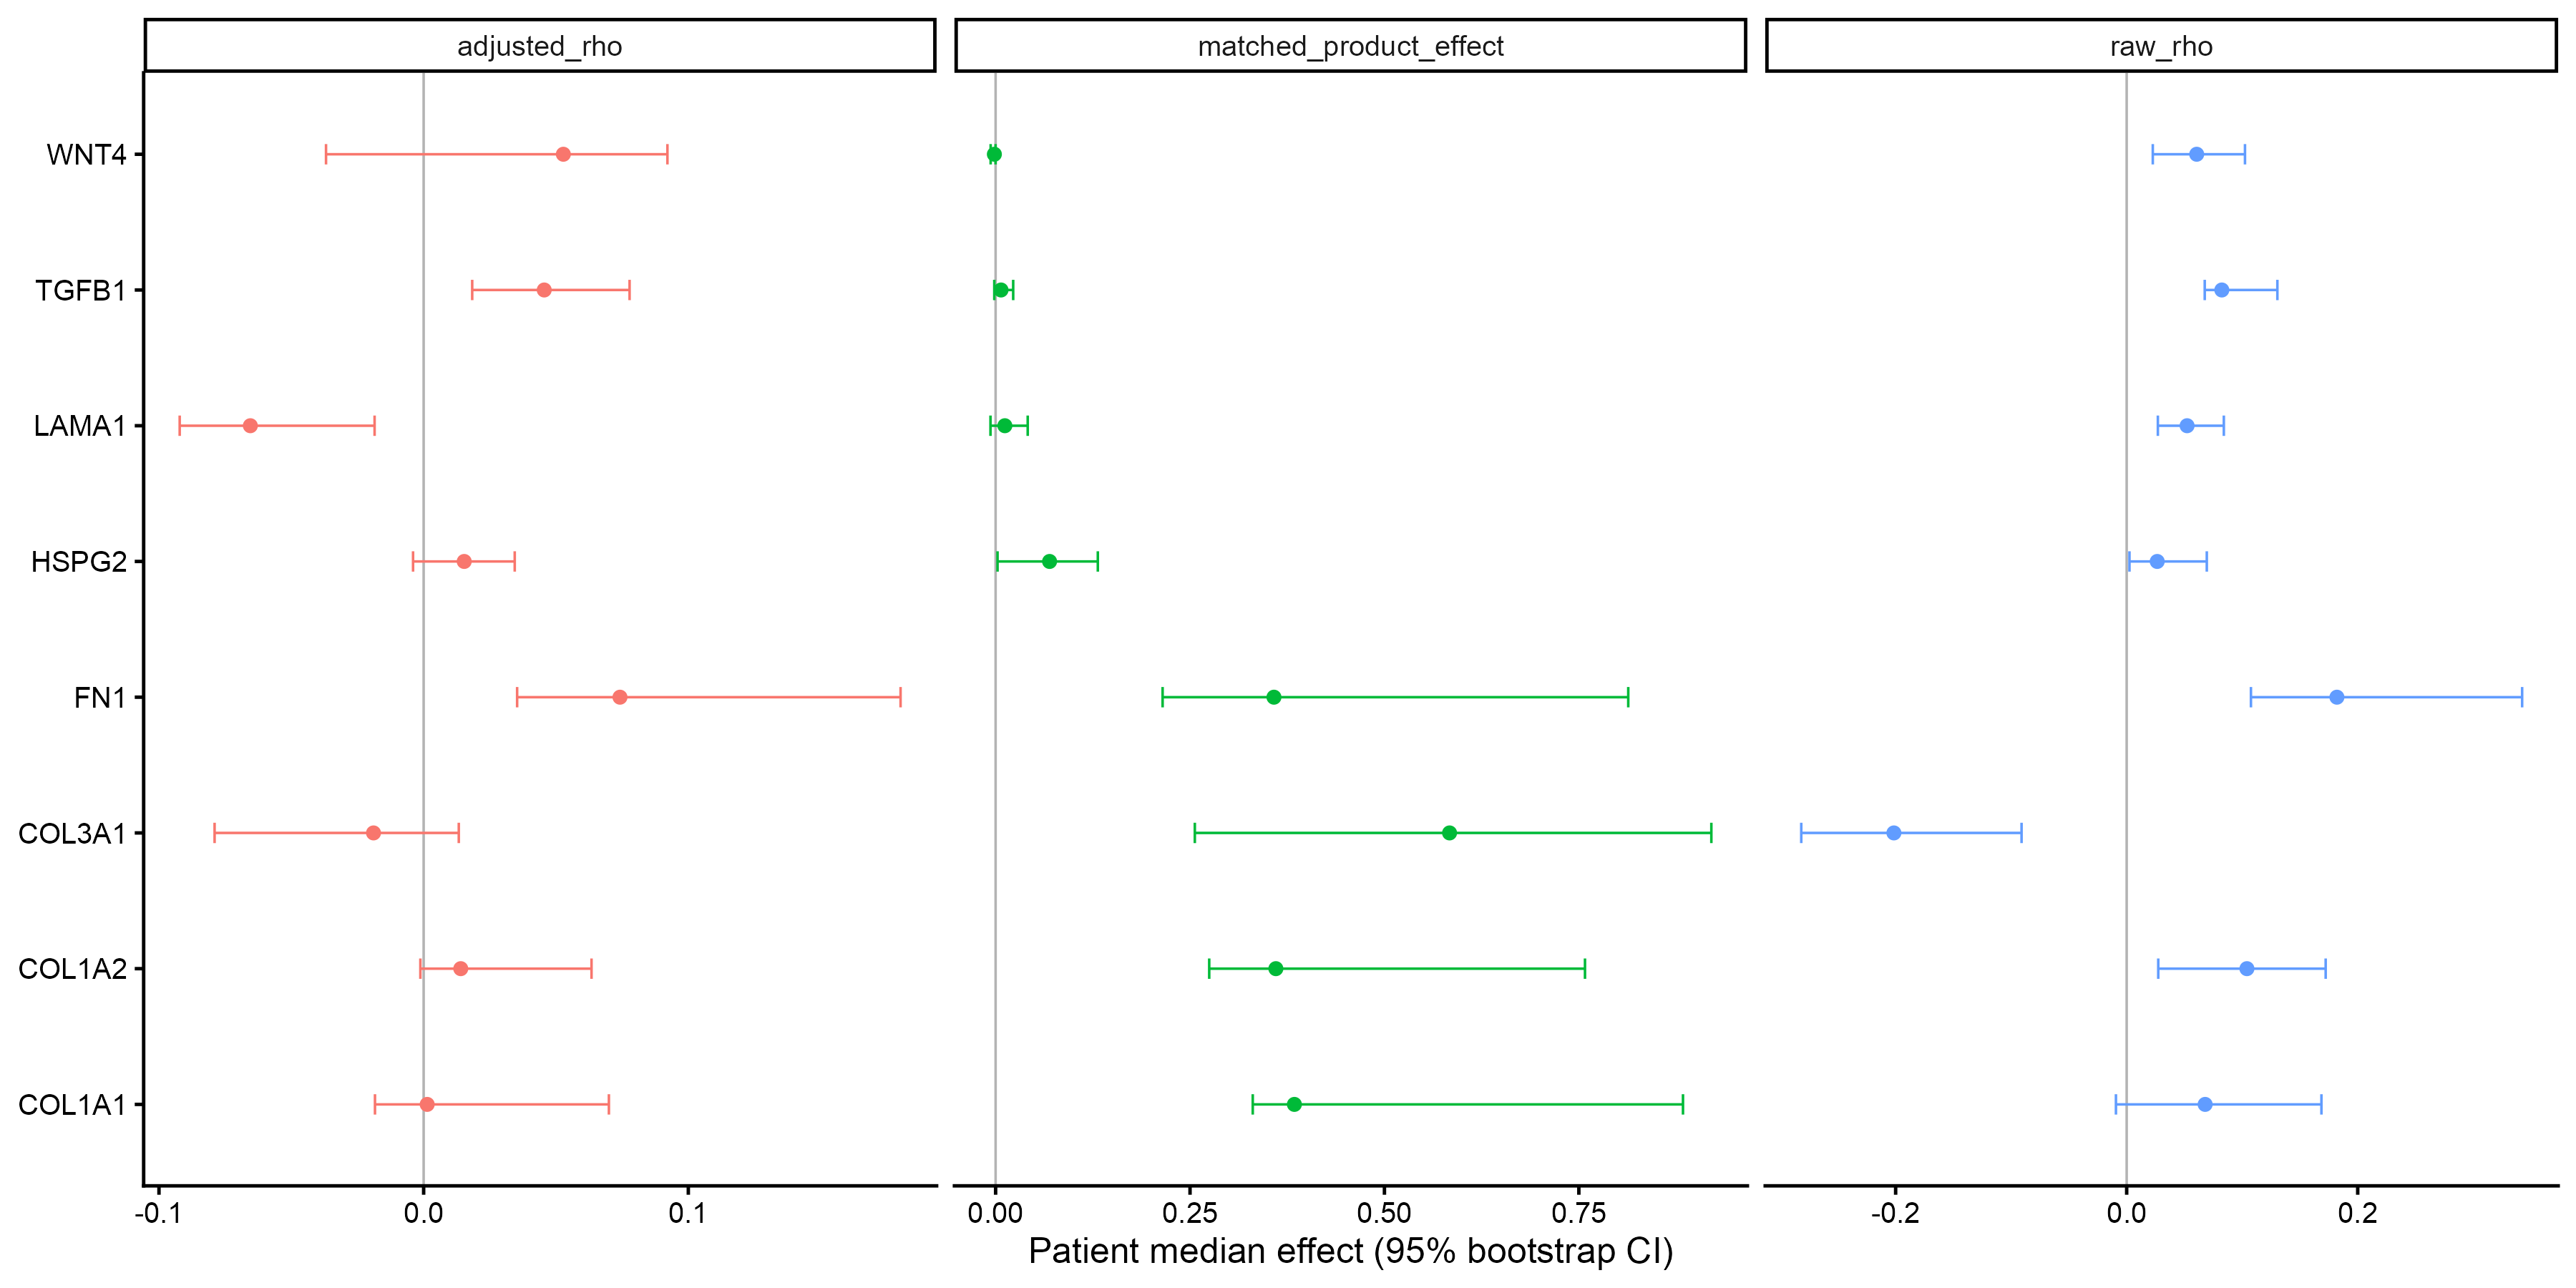 adjusted_rho matched_product_effect raw_rho
WNT4
TGFB1
LAMA1
HSPG2
FN1
COL3A1
COL1A2
COL1A1
-0.1 0.0 0.1 0.00 0.25 0.50 0.75 -0.2 0.0 0.2
Patient median effect (95% bootstrap CI)